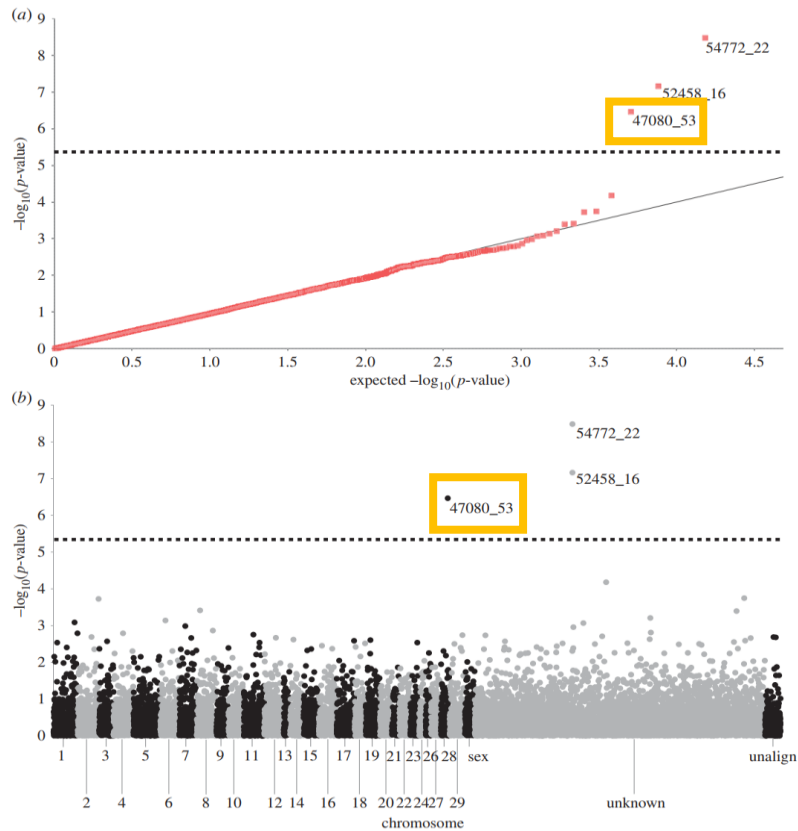 (a)
9
8
7
6
5
4
3
2
1
0
–log10(p-value)
54772_22
52458_16
47080_53
0 0.5 1.0 1.5 2.0 2.5 3.0 3.5 4.0 4.5
expected –log10(p-value)
(b)
9
8
7
6
5
4
3
2
1
0
–log10(p-value)
54772_22
52458_16
47080_53
1 3 5 7 9 11 13 15 17 19 21 23 26 28 sex unalign
2 4 6 8 10 12 14 16 18 20 22 24 27 29 unknown
chromosome